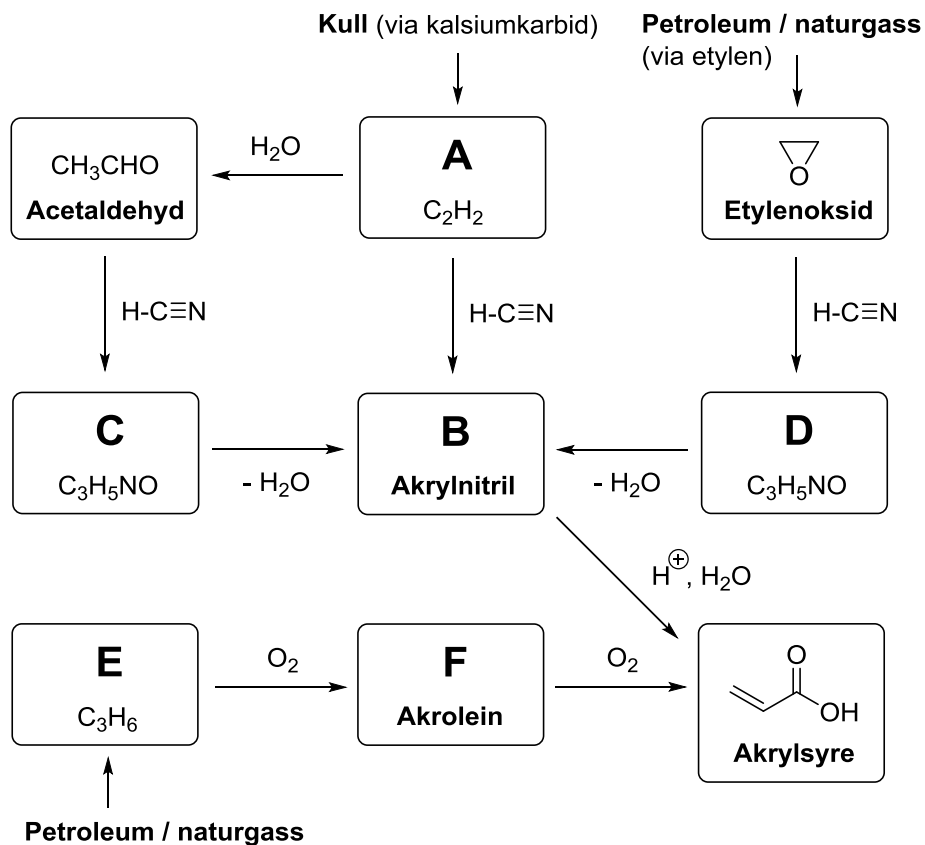 Kull (via kalsiumkarbid)
Petroleum / naturgass
(via etylen)
CH₃CHO
Acetaldehyd
H₂O
A
C₂H₂
O
Etylenoksid
H-C≡N
H-C≡N
H-C≡N
C
C₃H₅NO
- H₂O
B
Akrylnitril
- H₂O
D
C₃H₅NO
H⊕, H₂O
E
C₃H₆
O₂
F
Akrolein
O₂
O
OH
Akrylsyre
Petroleum / naturgass